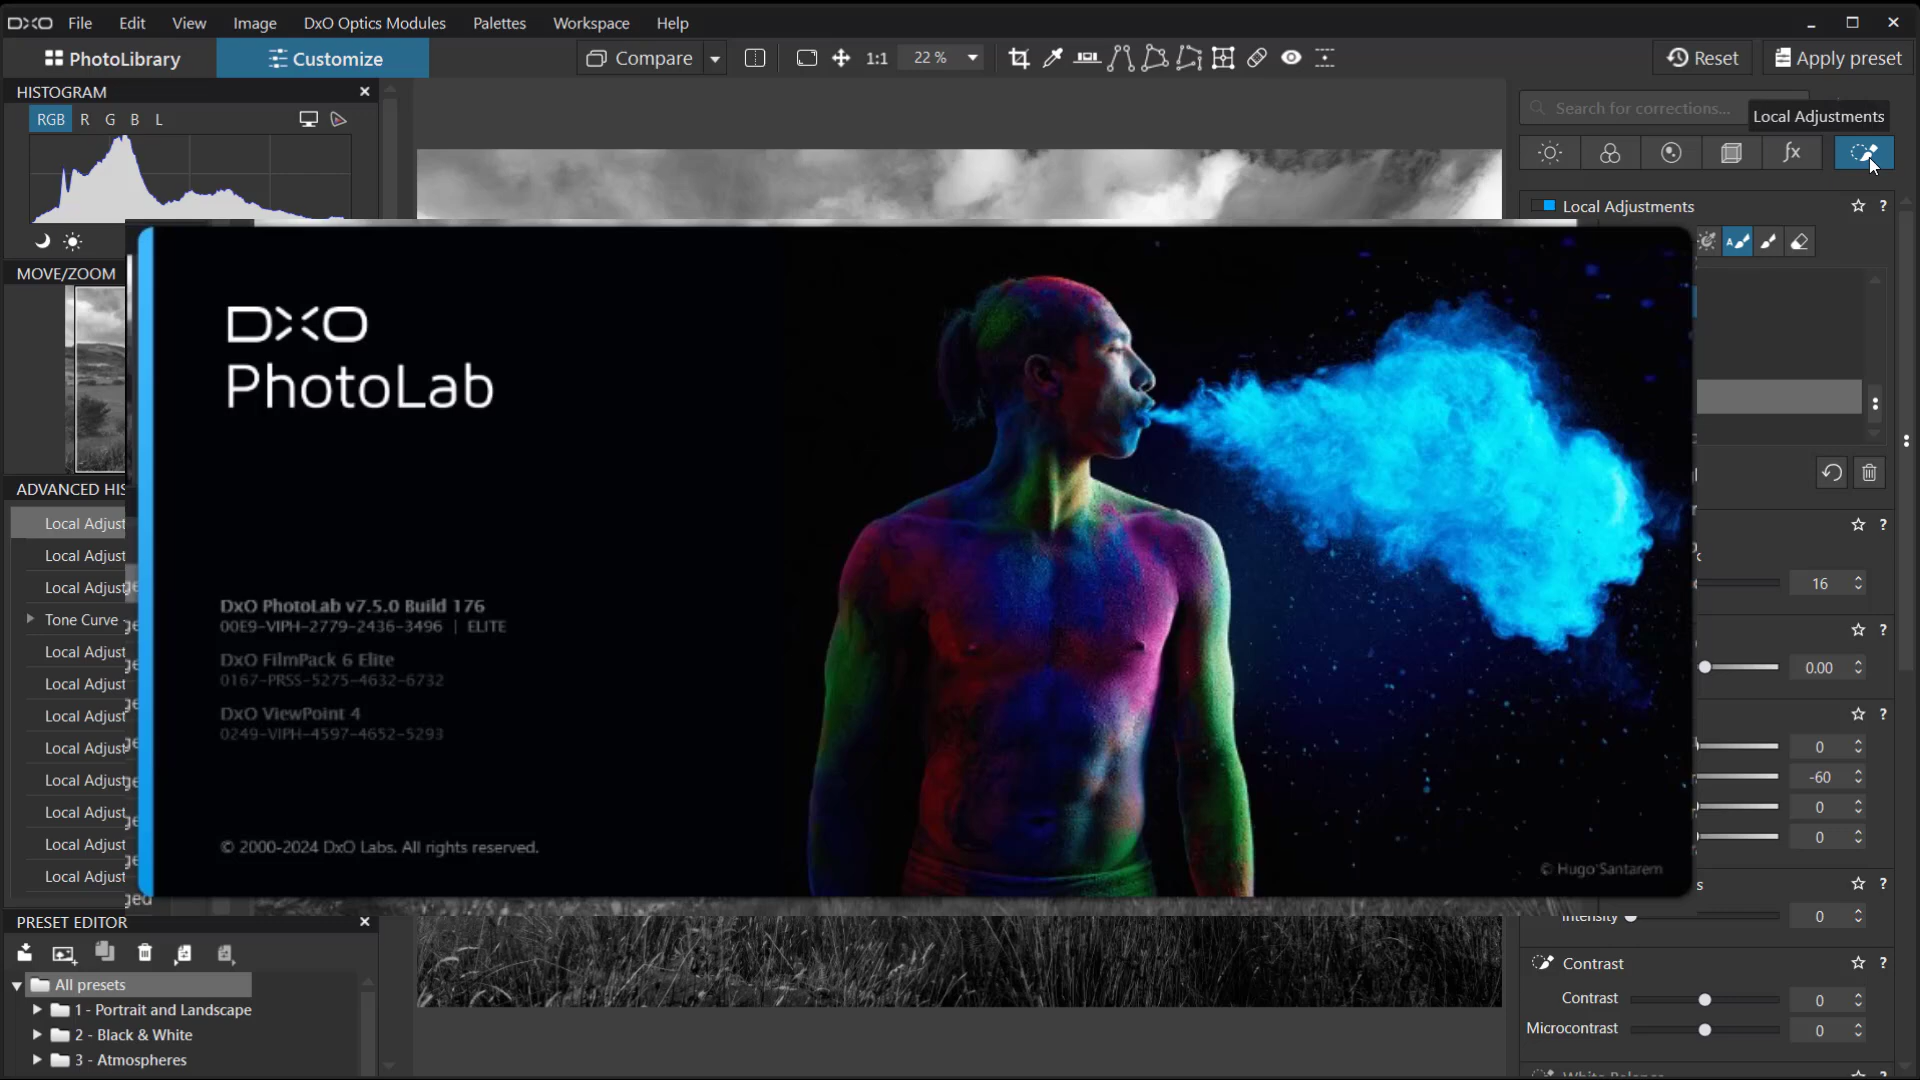 DXO File Edit View Image DxO Optics Modules Palettes Workspace Help
PhotoLibrary Customize Compare 1:1 22 % Reset Apply preset
HISTOGRAM
RGB R G B L
Search for corrections...
Local Adjustments
fx
Local Adjustments ?
A
MOVE/ZOOM
DXO
PhotoLab
ADVANCED HIS
Local Adjust
Local Adjust
Local Adjust
Tone Curve
Local Adjust
Local Adjust
Local Adjust
Local Adjust
Local Adjust
Local Adjust
Local Adjust
Local Adjust
DxO PhotoLab v7.5.0 Build 176
00E9-VIPH-2779-2436-3496 | ELITE
DxO FilmPack 6 Elite
0167-PRSS-5275-4632-6732
DxO ViewPoint 4
0249-VIPH-4597-4652-5293
© 2000-2024 DxO Labs. All rights reserved.
© Hugo Santarem
?
16
?
0.00
?
0
-60
0
0
s ?
Intensity 0
Contrast ?
Contrast 0
Microcontrast 0
White Balance ?
PRESET EDITOR
All presets
1 - Portrait and Landscape
2 - Black & White
3 - Atmospheres